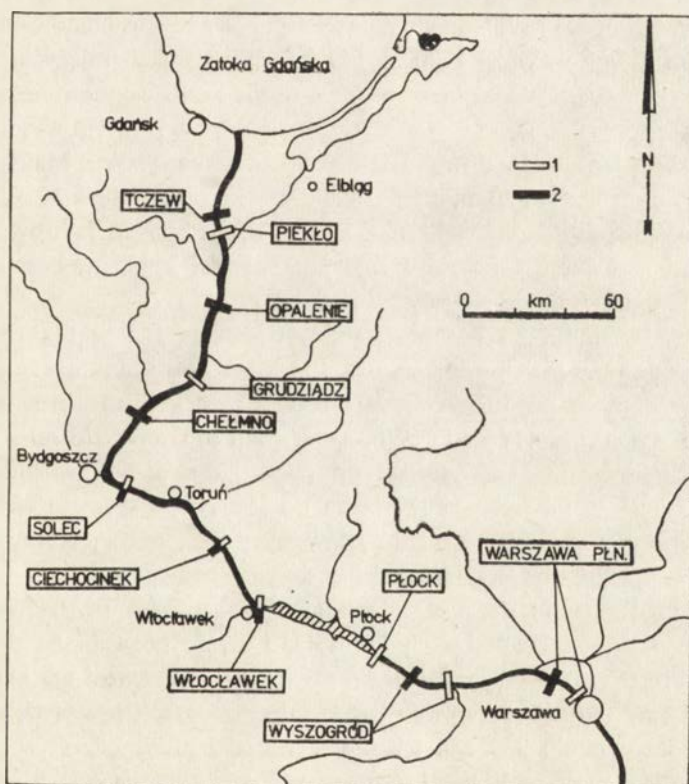 Zatoka Gdańska
Gdańsk
N
1
2
Elbląg
TCZEW
PIEKŁO
0 km 60
OPALENIE
GRUDZIĄDZ
CHEŁMNO
Bydgoszcz
Toruń
SOLEC
WARSZAWA PŁN.
CIECHOCINEK
PŁOCK
Włocławek
Płock
WŁOCŁAWEK
Warszawa
WYSZOGRÓD